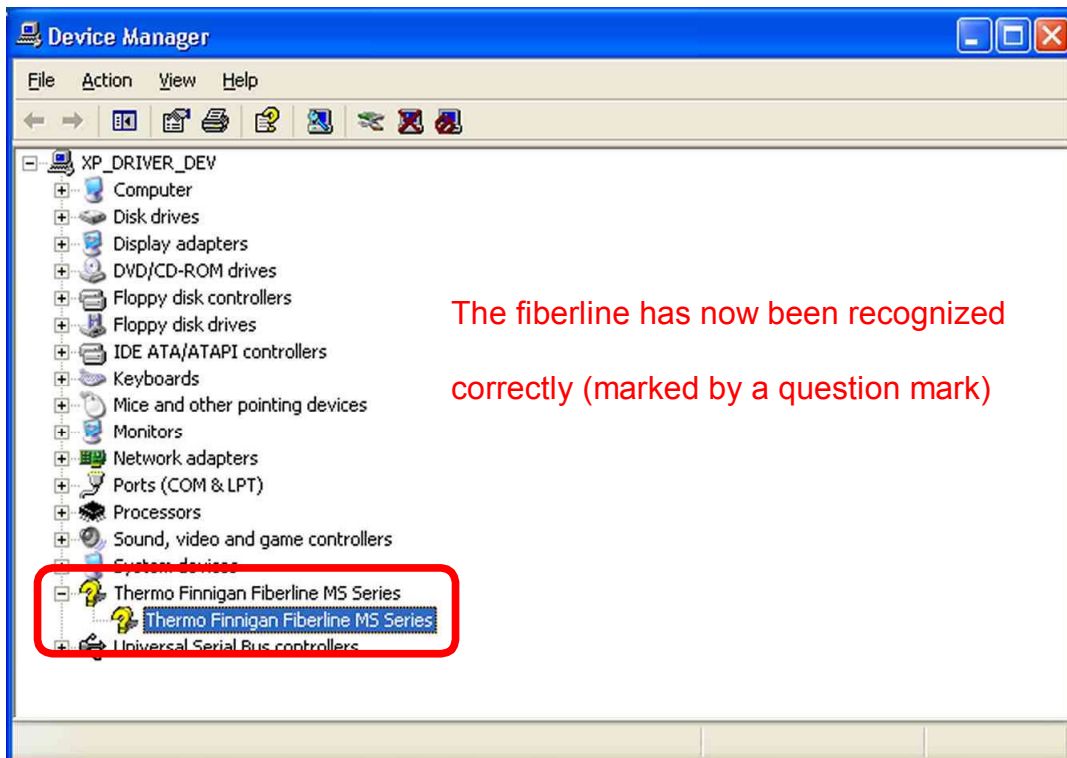 Device Manager
File Action View Help
XP_DRIVER_DEV
Computer
Disk drives
Display adapters
DVD/CD-ROM drives
Floppy disk controllers
Floppy disk drives
IDE ATA/ATAPI controllers
Keyboards
Mice and other pointing devices
Monitors
Network adapters
Ports (COM & LPT)
Processors
Sound, video and game controllers
System devices
Thermo Finnigan Fiberline MS Series
Thermo Finnigan Fiberline MS Series
Universal Serial Bus controllers
The fiberline has now been recognized
correctly (marked by a question mark)